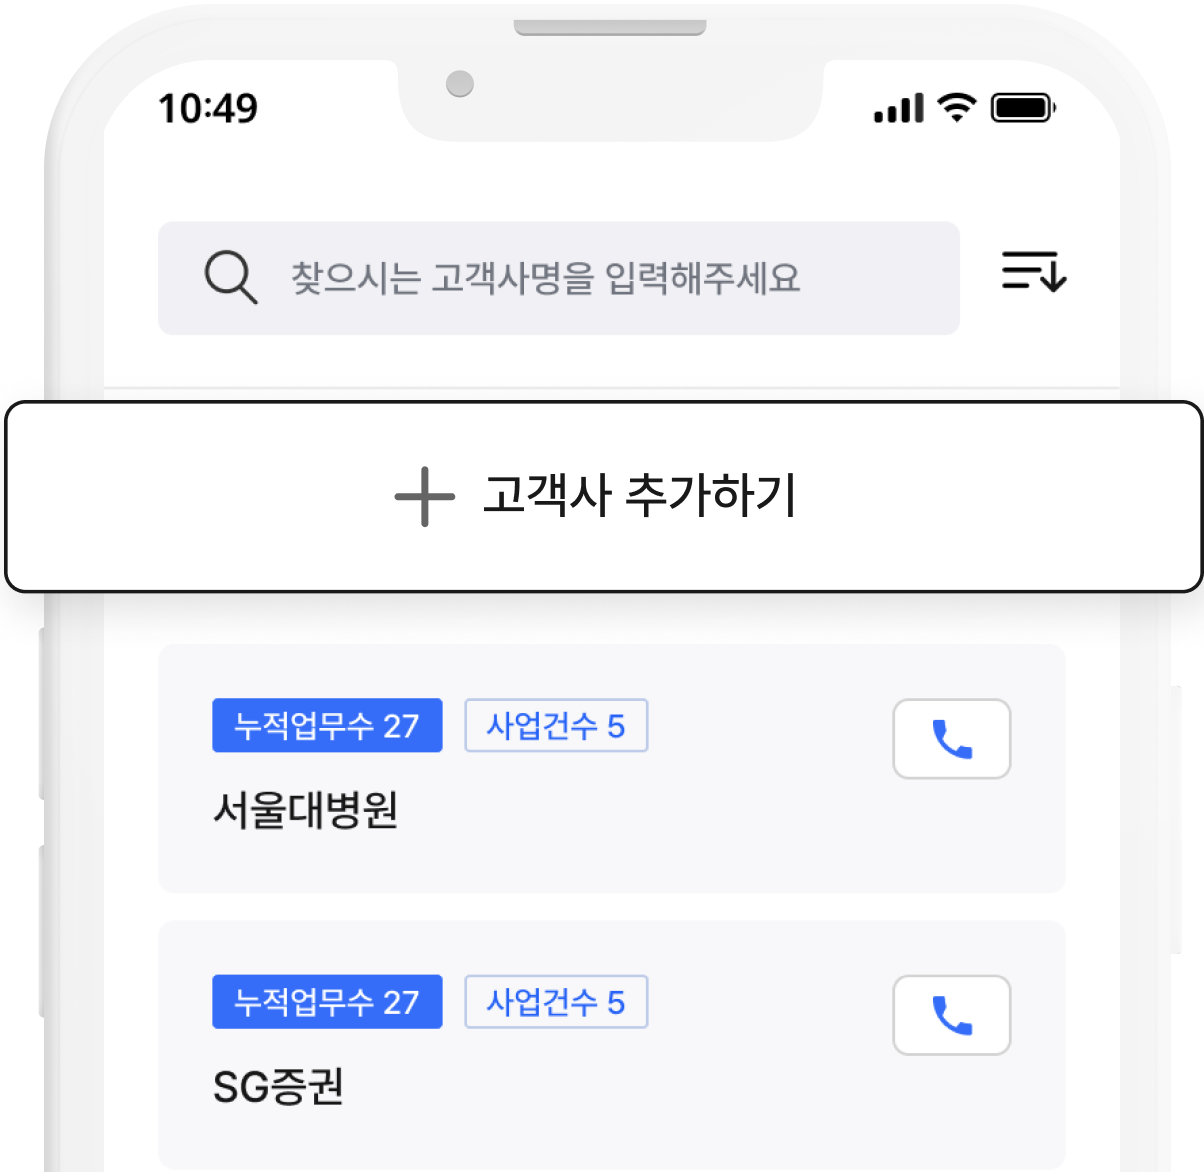 10:49
찾으시는 고객사명을 입력해주세요
고객사 추가하기
누적업무수 27 사업건수 5
서울대병원
누적업무수 27 사업건수 5
SG증권